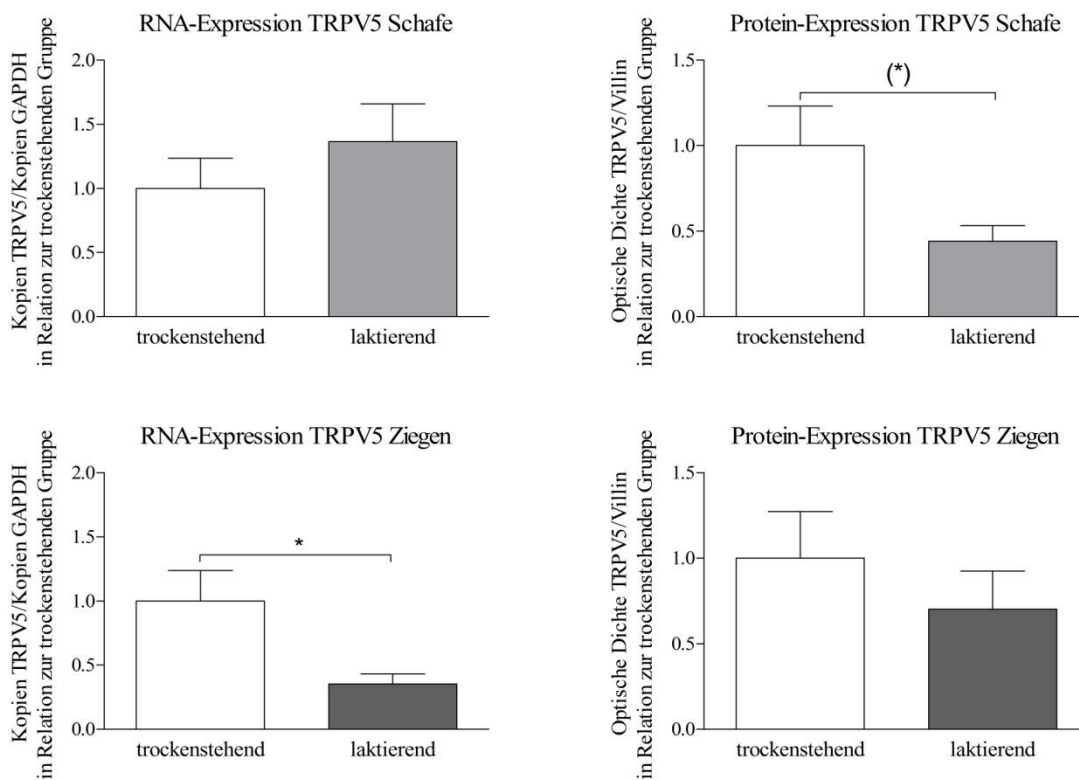 RNA-Expression TRPV5 Schafe
Kopien TRPV5/Kopien GAPDH
in Relation zur trockenstehenden Gruppe
2.0
1.5
1.0
0.5
0.0
trockenstehend
laktierend
Protein-Expression TRPV5 Schafe
Optische Dichte TRPV5/Villin
in Relation zur trockenstehenden Gruppe
1.5
1.0
0.5
0.0
(*)
trockenstehend
laktierend
RNA-Expression TRPV5 Ziegen
Kopien TRPV5/Kopien GAPDH
in Relation zur trockenstehenden Gruppe
2.0
1.5
1.0
0.5
0.0
*
trockenstehend
laktierend
Protein-Expression TRPV5 Ziegen
Optische Dichte TRPV5/Villin
in Relation zur trockenstehenden Gruppe
1.5
1.0
0.5
0.0
trockenstehend
laktierend